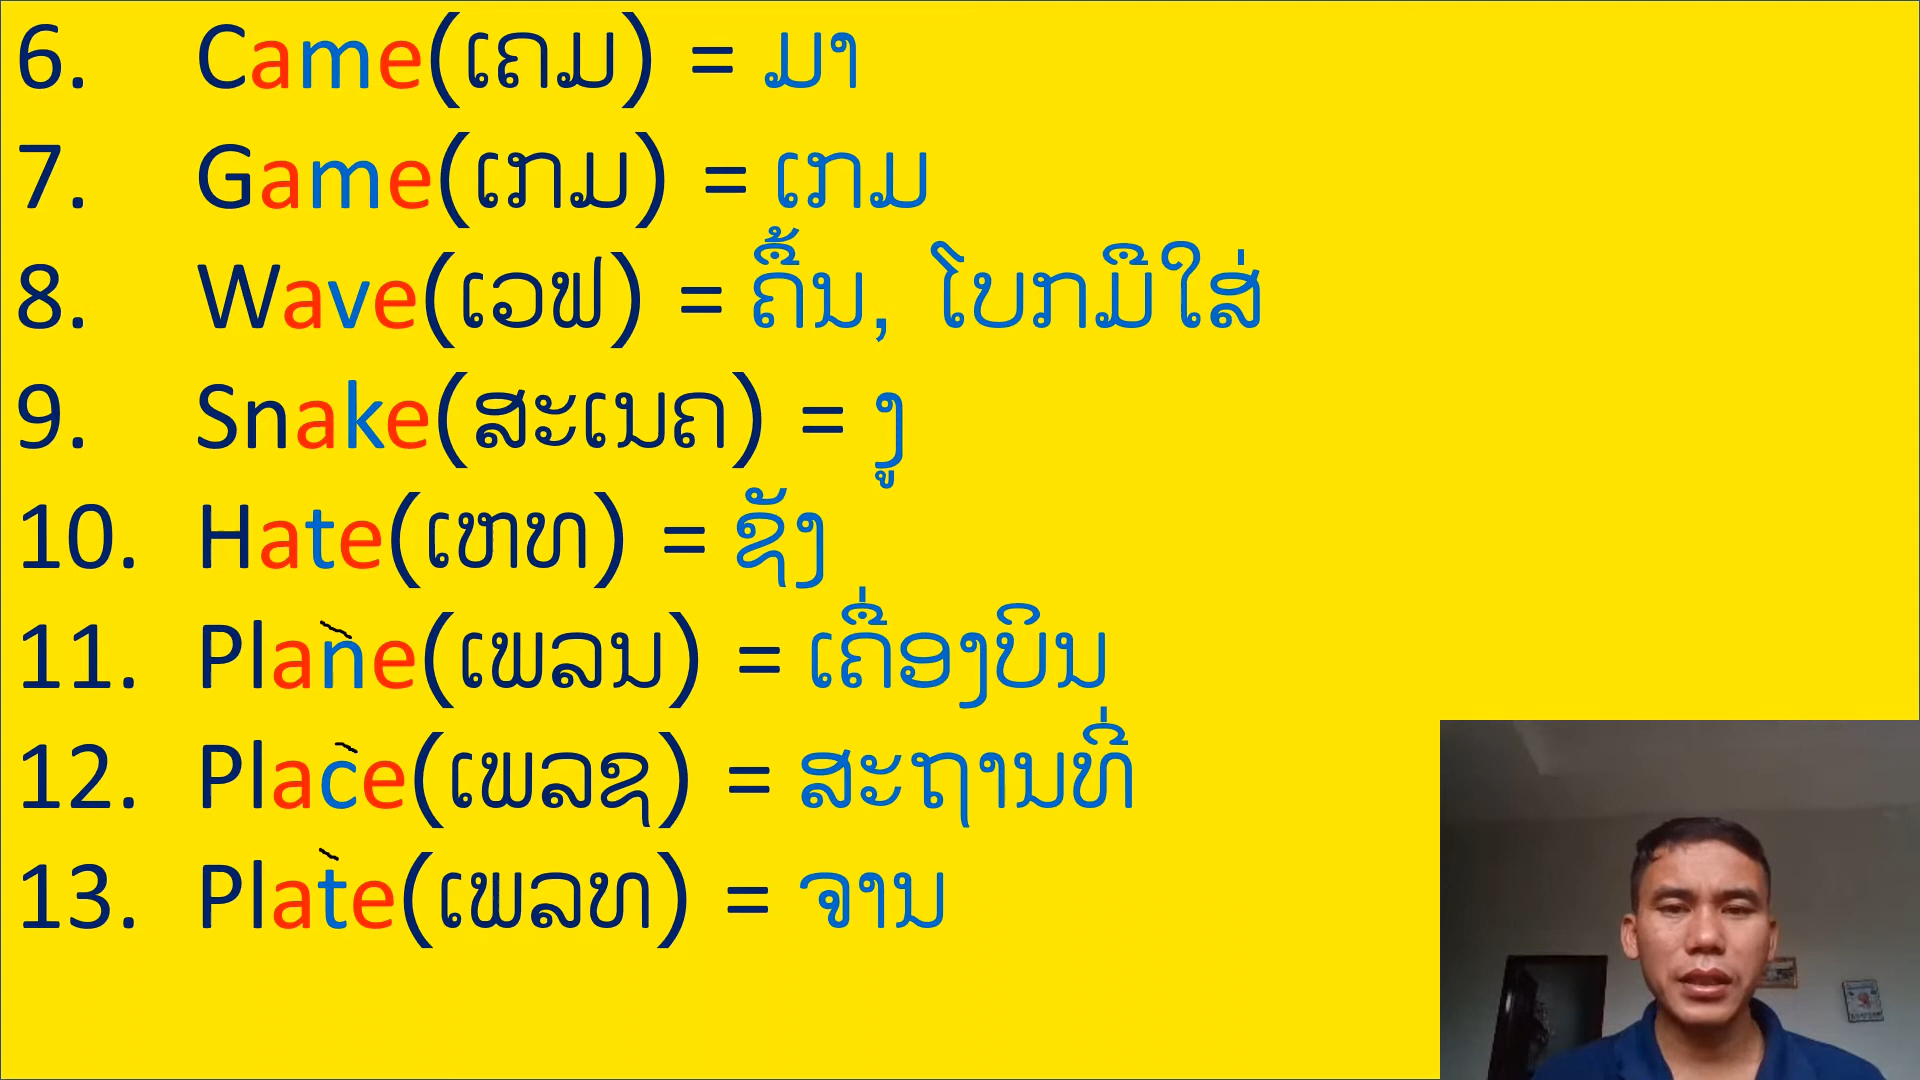 6. Came(ເຄມ) = ມາ
7. Game(ເກມ) = ເກມ
8. Wave(ເວຟ) = ຄື້ນ, ໂບກມືໃສ່
9. Snake(ສະເນຄ) = ງູ
10. Hate(ເຫທ) = ຊັງ
11. Plane(ເພລນ) = ເຄື່ອງບິນ
12. Place(ເພລຊ) = ສະຖານທີ່
13. Plate(ເພລທ) = ຈານ